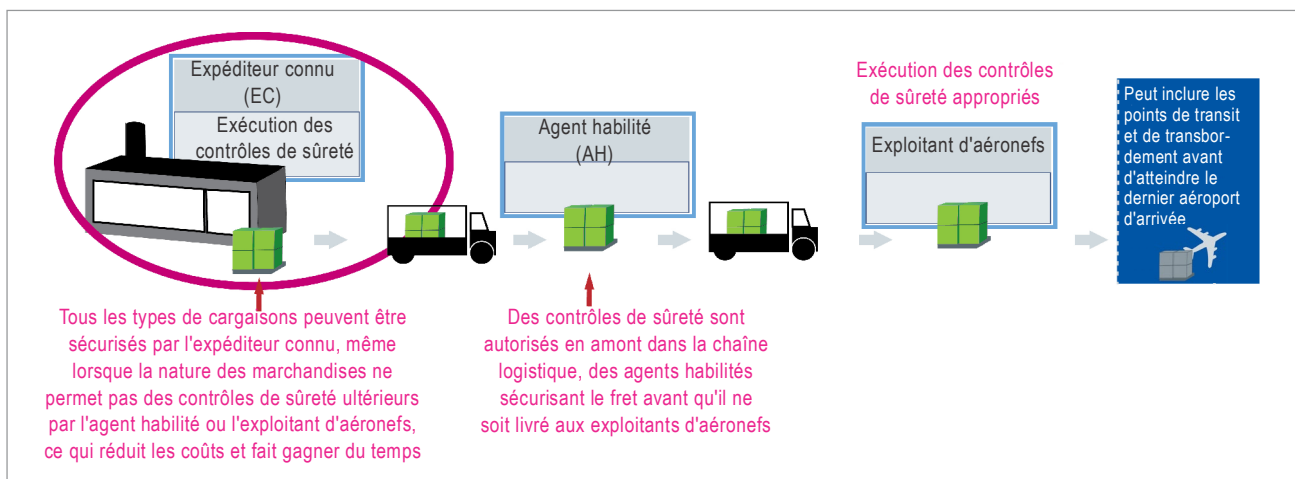 Expéditeur connu
(EC)
Exécution des
contrôles de sûreté
Tous les types de cargaisons peuvent être
sécurisés par l'expéditeur connu, même
lorsque la nature des marchandises ne
permet pas des contrôles de sûreté ultérieurs
par l'agent habilité ou l'exploitant d'aéronefs,
ce qui réduit les coûts et fait gagner du temps
Agent habilité
(AH)
Des contrôles de sûreté sont
autorisés en amont dans la chaîne
logistique, des agents habilités
sécurisant le fret avant qu'il ne
soit livré aux exploitants d'aéronefs
Exécution des contrôles
de sûreté appropriés
Exploitant d'aéronefs
Peut inclure les
points de transit
et de transbor-
dement avant
d'atteindre le
dernier aéroport
d'arrivée